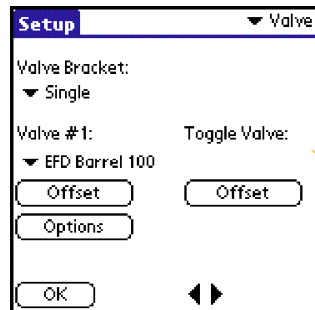 Setup Valve
Valve Bracket:
Single
Valve #1: Toggle Valve:
EFD Barrel 100
Offset Offset
Options
OK